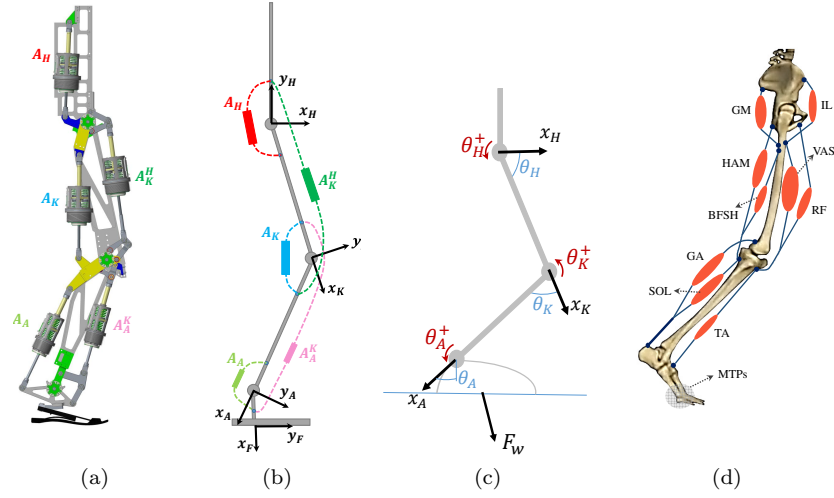 A_H
A_K^H
A_K
A_A
A_A^K
(a)
y_H
A_H
x_H
A_K^H
A_K
y
x_K
A_A
A_A^K
y_A
x_A
y_F
x_F
(b)
x_H
θ_H^+
θ_H
θ_K^+
θ_K
x_K
θ_A^+
θ_A
x_A
F_w
(c)
GM
IL
VAS
HAM
BFSH
RF
GA
SOL
TA
MTPs
(d)